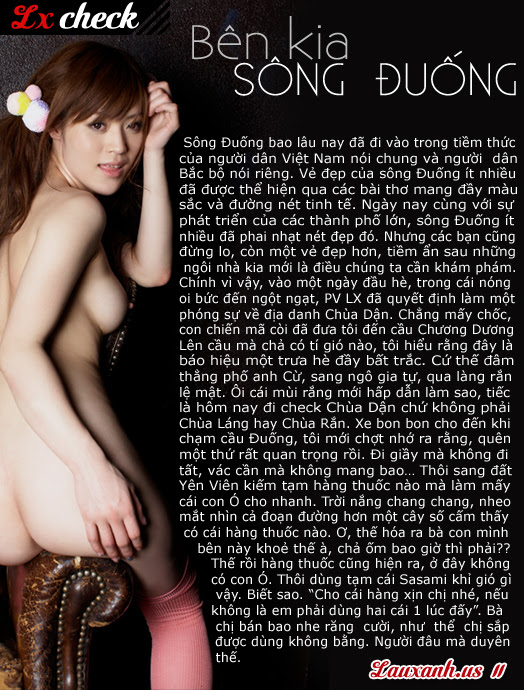 Lx check
Bên kia
SÔNG ĐUỐNG
Sông Đuống bao lâu nay đã đi vào trong tiềm thức
của người dân Việt Nam nói chung và người dân
Bắc bộ nói riêng. Vẻ đẹp của sông Đuống ít nhiều
đã được thể hiện qua các bài thơ mang đầy màu
sắc và đường nét tinh tế. Ngày nay cùng với sự
phát triển của các thành phố lớn, sông Đuống ít
nhiều đã phai nhạt nét đẹp đó. Nhưng các bạn cũng
đừng lo, còn một vẻ đẹp hơn, tiềm ẩn sau những
ngôi nhà kia mới là điều chúng ta cần khám phám.
Chính vì vậy, vào một ngày đầu hè, trong cái nóng
oi bức đến ngột ngạt, PV LX đã quyết định làm một
phóng sự về địa danh Chùa Dận. Chẳng mấy chốc,
con chiến mã còi đã đưa tôi đến cầu Chương Dương
Lên cầu mà chả có tí gió nào, tôi hiểu rằng đây là
báo hiệu một trưa hè đầy bất trắc. Cứ thế đâm
thẳng phố anh Cừ, sang ngô gia tự, qua làng rắn
lệ mật. Ôi cái mùi rắng mới hấp dẫn làm sao, tiếc
là hôm nay đi check Chùa Dận chứ không phải
Chùa Láng hay Chùa Rắn. Xe bon bon cho đến khi
chạm cầu Đuống, tôi mới chợt nhớ ra rằng, quên
một thứ rất quan trọng rồi. Đi giầy mà không đi
tất, vác cần mà không mang bao... Thôi sang đất
Yên Viên kiếm tạm hàng thuốc nào mà làm mấy
cái con Ó cho nhanh. Trời nắng chang chang, nheo
mắt nhìn cả đoạn đường hơn một cây số cấm thấy
có cái hàng thuốc nào. Ơ, thế hóa ra bà con mình
bên này khoẻ thế à, chả ốm bao giờ thì phải??
Thế rồi hàng thuốc cũng hiện ra, ở đây không
có con Ó. Thôi dùng tạm cái Sasami khỉ gió gì
vậy. Biết sao. “Cho cái hàng xịn chị nhé, nếu
không là em phải dùng hai cái 1 lúc đấy”. Bà
chị bán bao nhe răng cười, như thể chị sắp
được dùng không bằng. Người đâu mà duyên
thế.
Lauxanh.us 11